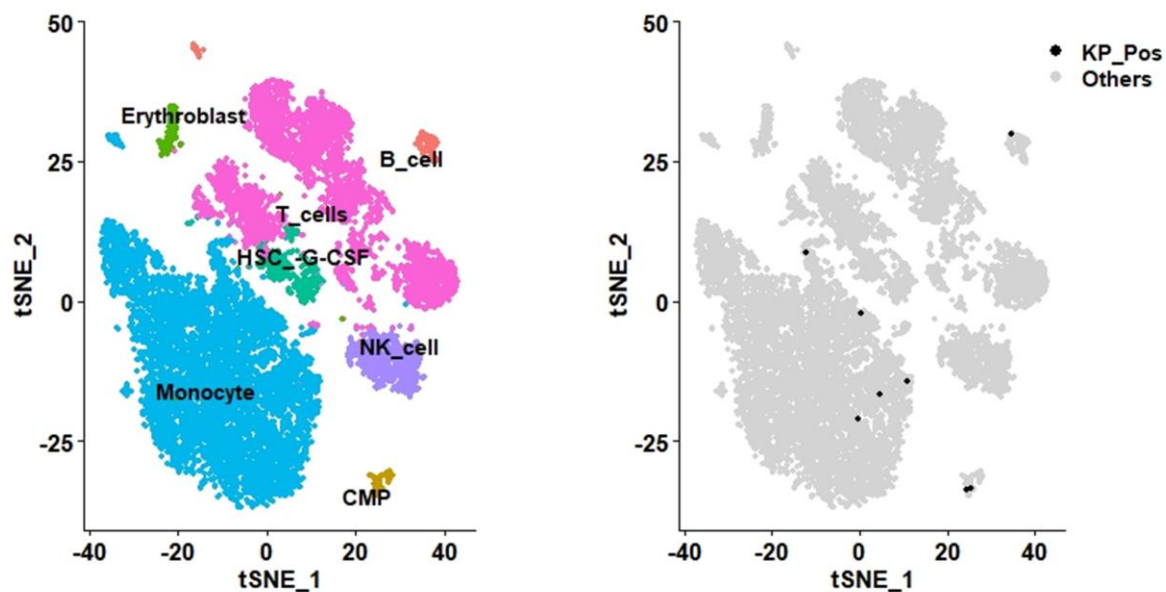 50
25
0
-25
tSNE_2
-40
-20
0
20
40
tSNE_1
Erythroblast
B_cell
T_cells
HSC_-G-CSF
NK_cell
Monocyte
CMP
50
25
0
-25
tSNE_2
-40
-20
0
20
40
tSNE_1
KP_Pos
Others